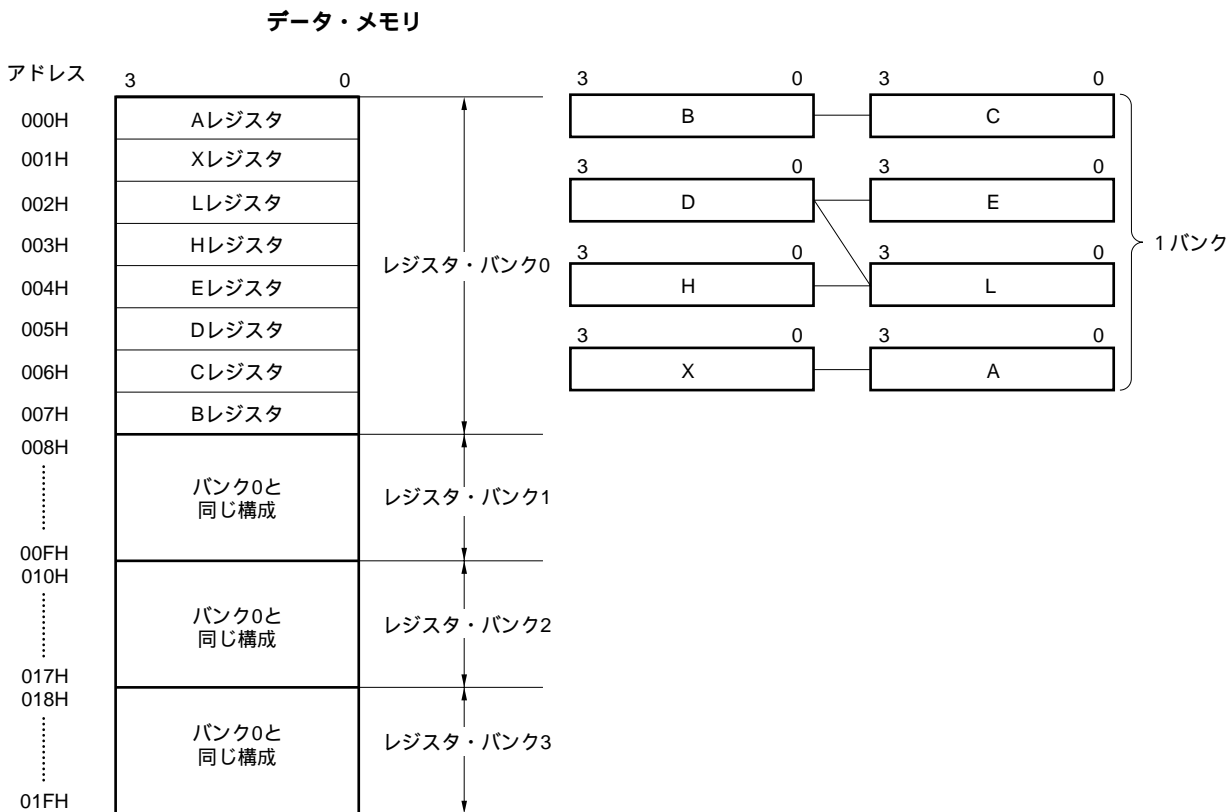 データ・メモリ
アドレス
3 0
000H Aレジスタ
001H Xレジスタ
002H Lレジスタ
003H Hレジスタ
004H Eレジスタ
005H Dレジスタ
006H Cレジスタ
007H Bレジスタ
レジスタ・バンク0
008H
バンク0と
同じ構成
レジスタ・バンク1
00FH
010H
バンク0と
同じ構成
レジスタ・バンク2
017H
018H
バンク0と
同じ構成
レジスタ・バンク3
01FH
3 0 3 0
B C
3 0 3 0
D E
3 0 3 0
H L
3 0 3 0
X A
1バンク